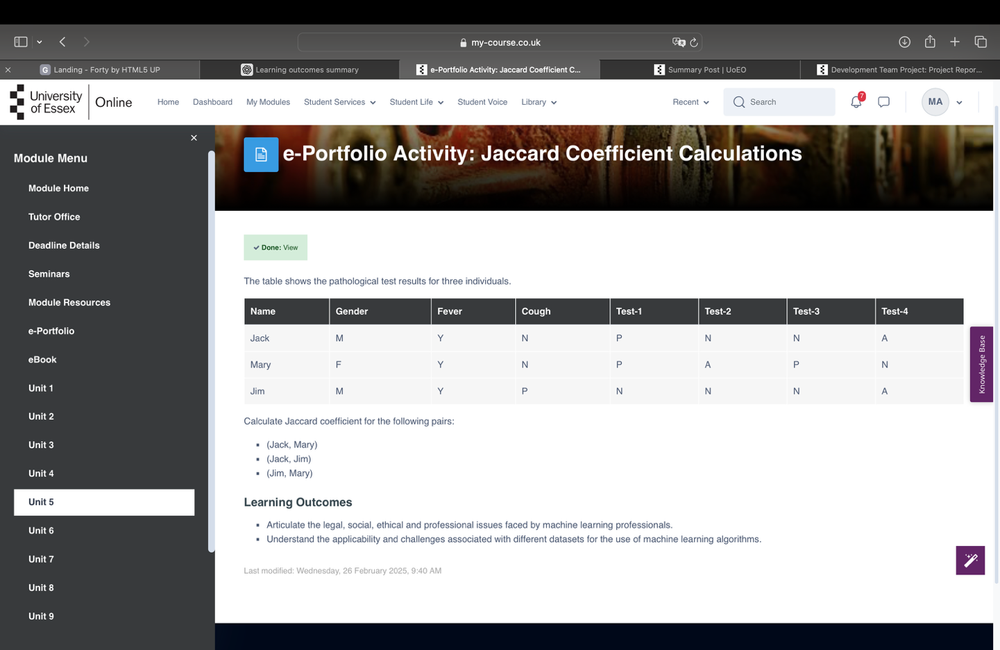 my-course.co.uk
Landing - Forty by HTML5 UP
Learning outcomes summary
e-Portfolio Activity: Jaccard Coefficient C...
Summary Post | UoEO
Development Team Project: Project Repor...
University of Essex
Online
Home
Dashboard
My Modules
Student Services
Student Life
Student Voice
Library
Recent
Search
7
MA
Module Menu
Module Home
Tutor Office
Deadline Details
Seminars
Module Resources
e-Portfolio
eBook
Unit 1
Unit 2
Unit 3
Unit 4
Unit 5
Unit 6
Unit 7
Unit 8
Unit 9
e-Portfolio Activity: Jaccard Coefficient Calculations
Done: View
The table shows the pathological test results for three individuals.
Name Gender Fever Cough Test-1 Test-2 Test-3 Test-4
Jack M Y N P N N A
Mary F Y N P A P N
Jim M Y P N N N A
Calculate Jaccard coefficient for the following pairs:
(Jack, Mary)
(Jack, Jim)
(Jim, Mary)
Learning Outcomes
Articulate the legal, social, ethical and professional issues faced by machine learning professionals.
Understand the applicability and challenges associated with different datasets for the use of machine learning algorithms.
Last modified: Wednesday, 26 February 2025, 9:40 AM
Knowledge Base